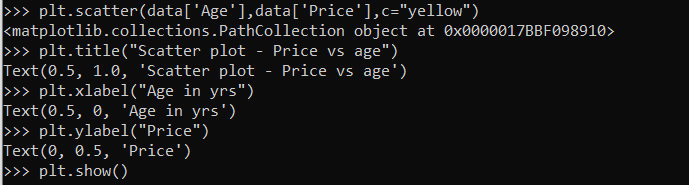 >>> plt.scatter(data['Age'],data['Price'],c="yellow")
<matplotlib.collections.PathCollection object at 0x0000017BBF098910>
>>> plt.title("Scatter plot - Price vs age")
Text(0.5, 1.0, 'Scatter plot - Price vs age')
>>> plt.xlabel("Age in yrs")
Text(0.5, 0, 'Age in yrs')
>>> plt.ylabel("Price")
Text(0, 0.5, 'Price')
>>> plt.show()